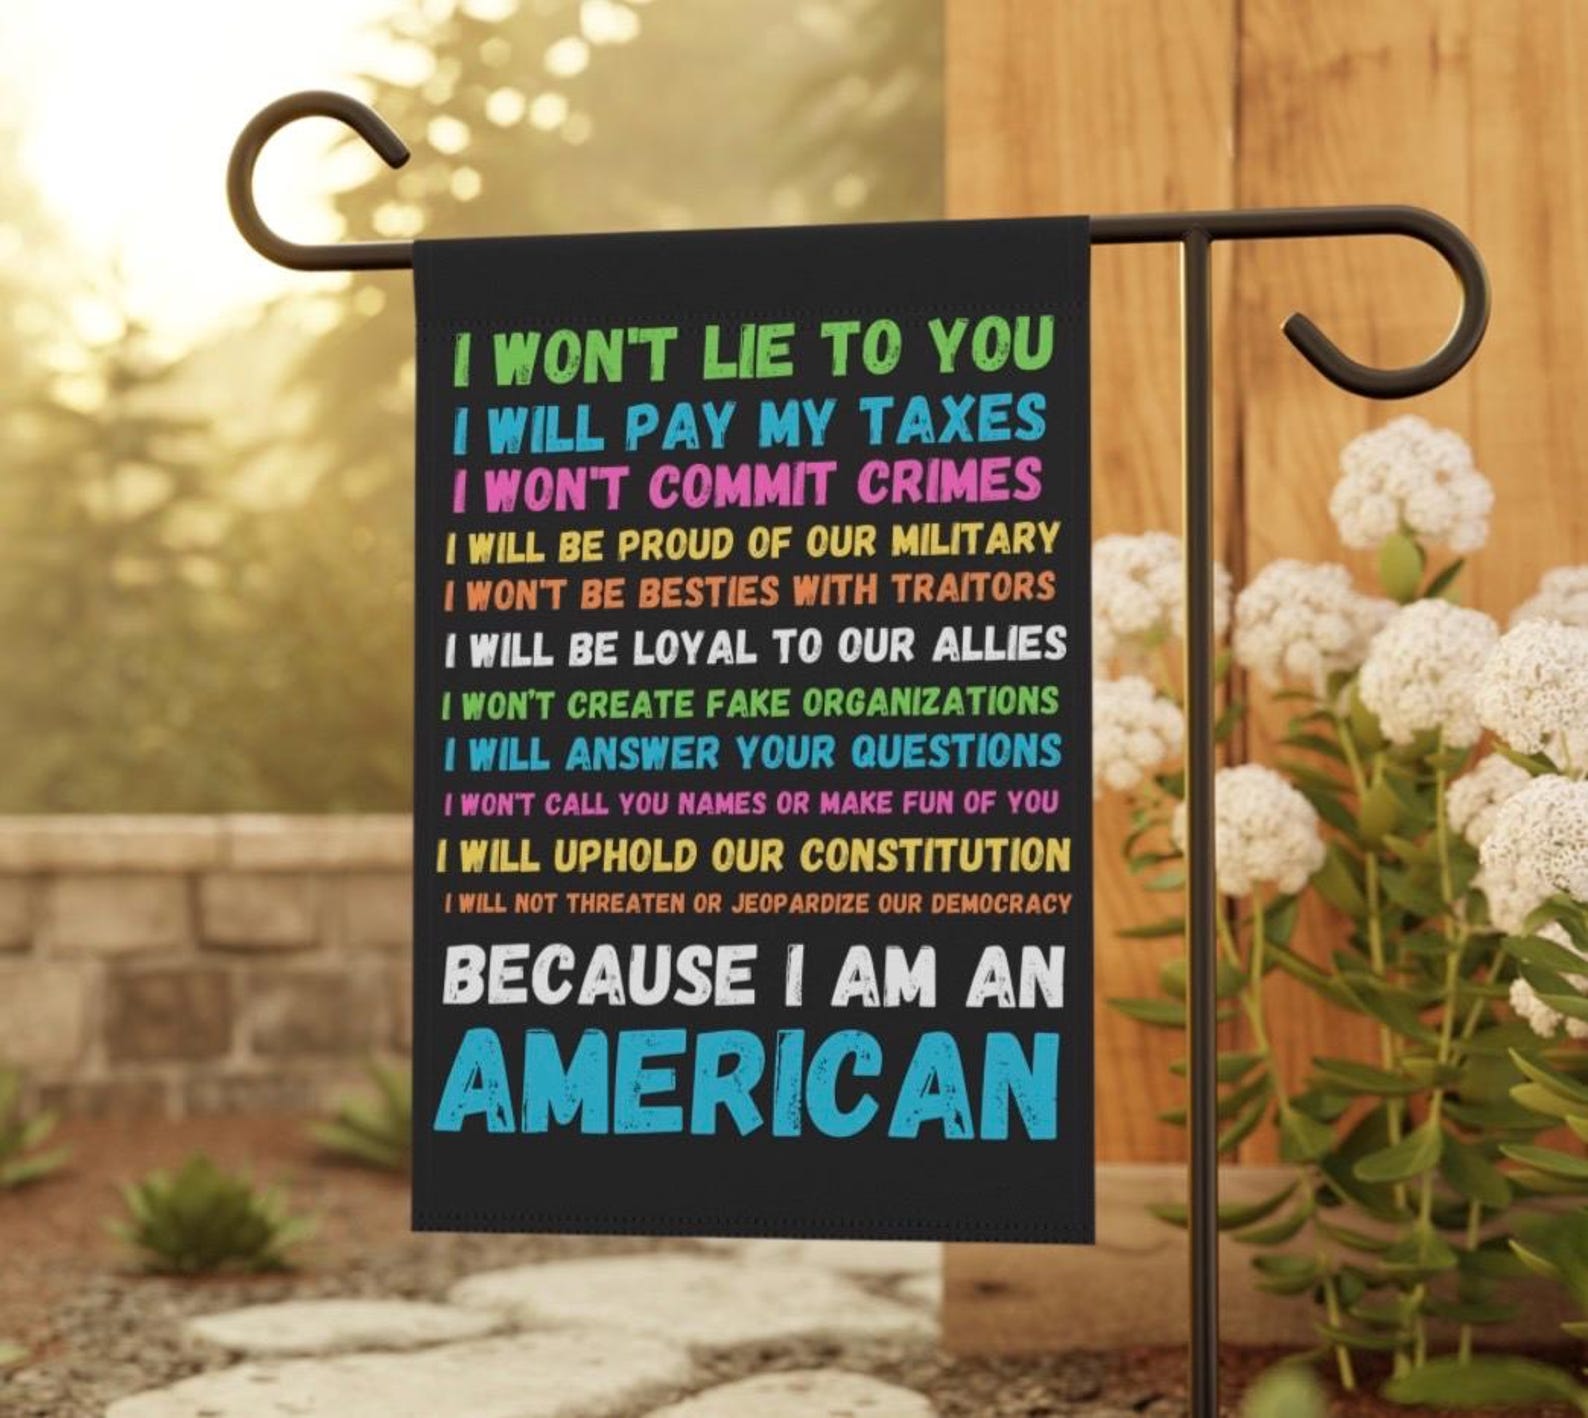 I WON'T LIE TO YOU
I WILL PAY MY TAXES
I WON'T COMMIT CRIMES
I WILL BE PROUD OF OUR MILITARY
I WON'T BE BESTIES WITH TRAITORS
I WILL BE LOYAL TO OUR ALLIES
I WON'T CREATE FAKE ORGANIZATIONS
I WILL ANSWER YOUR QUESTIONS
I WON'T CALL YOU NAMES OR MAKE FUN OF YOU
I WILL UPHOLD OUR CONSTITUTION
I WILL NOT THREATEN OR JEOPARDIZE OUR DEMOCRACY
BECAUSE I AM AN
AMERICAN